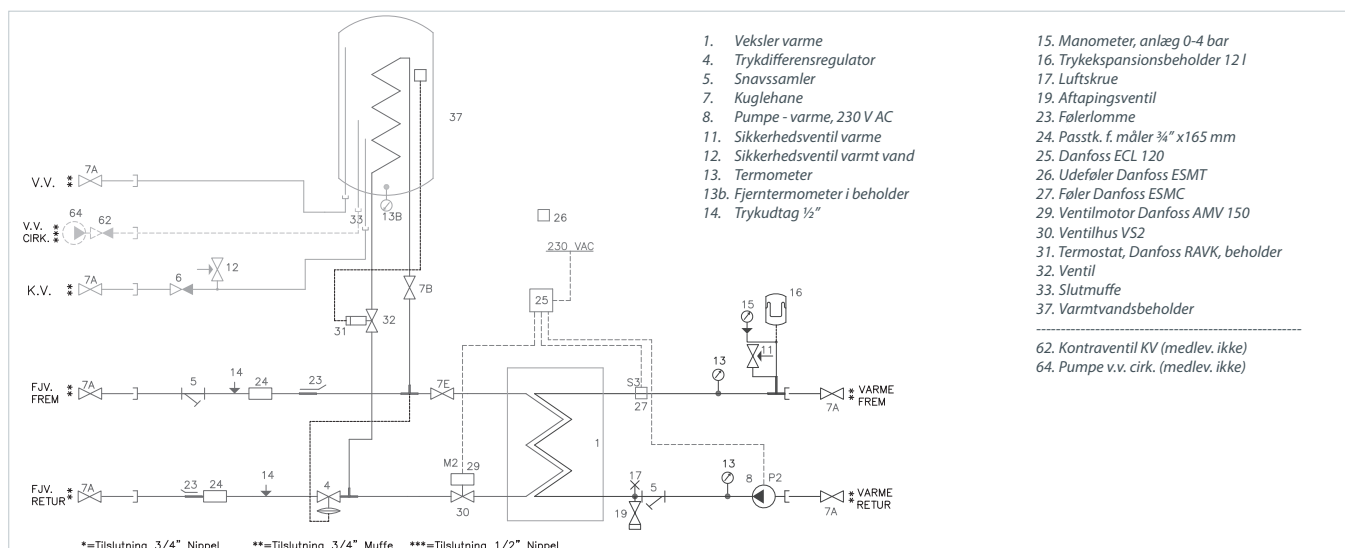 1. Veksler varme
4. Trykdifferensregulator
5. Snavssamler
7. Kuglehane
8. Pumpe - varme, 230 V AC
11. Sikkerhedsventil varme
12. Sikkerhedsventil varmt vand
13. Termometer
13b. Fjerntermometer i beholder
14. Trykudtag ½”
15. Manometer, anlæg 0-4 bar
16. Trykekspansionsbeholder 12 l
17. Luftskrue
19. Aftapingsventil
23. Følerlomme
24. Passtk. f. måler ¾” x165 mm
25. Danfoss ECL 120
26. Udeføler Danfoss ESMT
27. Føler Danfoss ESMC
29. Ventilmotor Danfoss AMV 150
30. Ventilhus VS2
31. Termostat, Danfoss RAVK, beholder
32. Ventil
33. Slutmuffe
37. Varmtvandsbeholder
62. Kontraventil KV (medlev. ikke)
64. Pumpe v.v. cirk. (medlev. ikke)
37
7A
V.V. **
13B
33
64 62
V.V.
CIRK. ***
26
230 VAC
12
6
7A
K.V. **
7B
25
16
15
31 32
11
13
14
5 24 23
7E
S3
27
FJV.
FREM ** 7A
7A ** VARME
FREM
1
M2 29
13
17
14
23 24 4
5
8 P2
FJV.
RETUR ** 7A
30
19
7A ** VARME
RETUR
*=Tilslutning 3/4" Nippel **=Tilslutning 3/4" Muffe ***=Tilslutning 1/2" Nippel